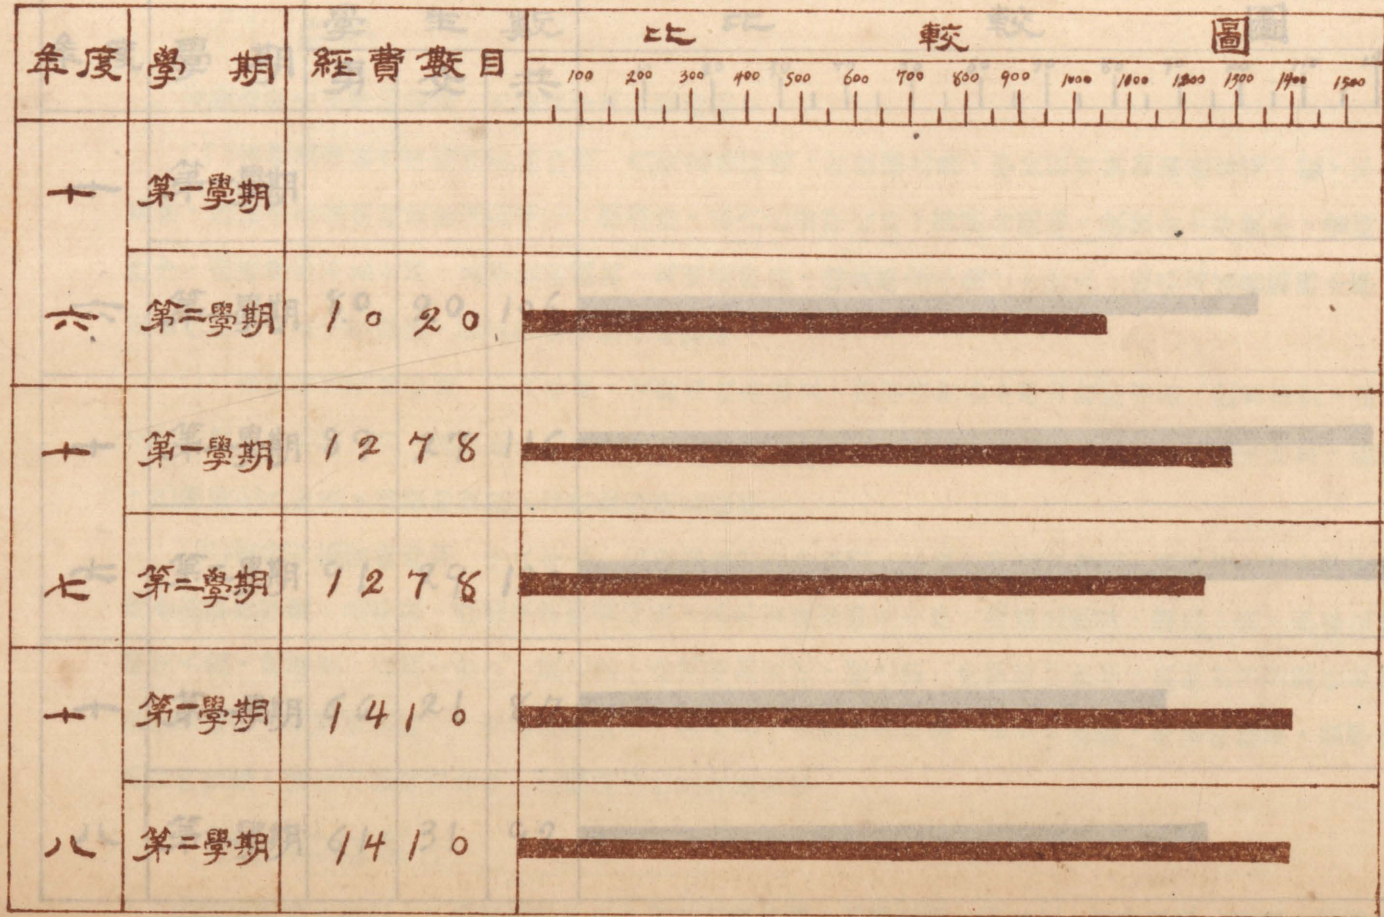 年度 學期 經費數目 比較圖
100 200 300 400 500 600 700 800 900 1000 1000 1200 1300 1400 1500
十 第一學期
六 第二學期 1020
十 第一學期 1278
七 第二學期 1278
十 第一學期 1410
八 第二學期 1410